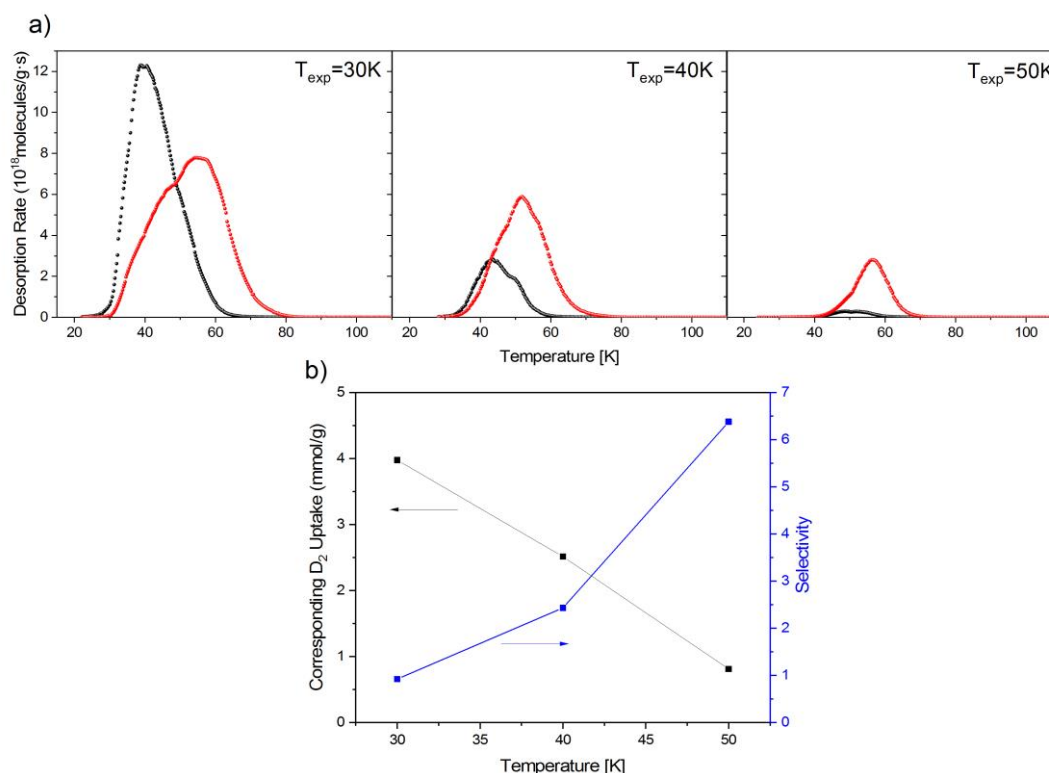 a)
T_exp=30K
T_exp=40K
T_exp=50K
Desorption Rate (10¹⁸molecules/g·s)
12
10
8
6
4
2
0
20 40 60 80 100
20 40 60 80 100
20 40 60 80 100
Temperature [K]
b)
Corresponding D₂ Uptake (mmol/g)
5
4
3
2
1
0
7
6
5
4
3
2
1
0
Selectivity
30 35 40 45 50
Temperature [K]